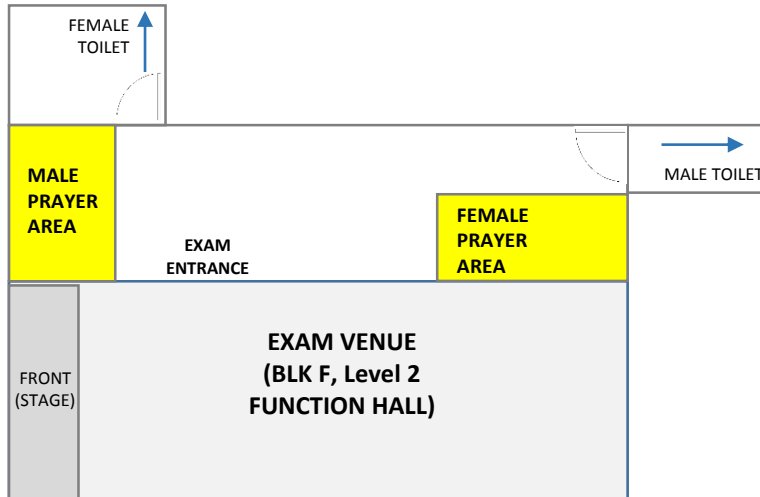 FEMALE
TOILET
MALE TOILET
MALE
PRAYER
AREA
FEMALE
PRAYER
AREA
EXAM
ENTRANCE
EXAM VENUE
(BLK F, Level 2
FUNCTION HALL)
FRONT
(STAGE)